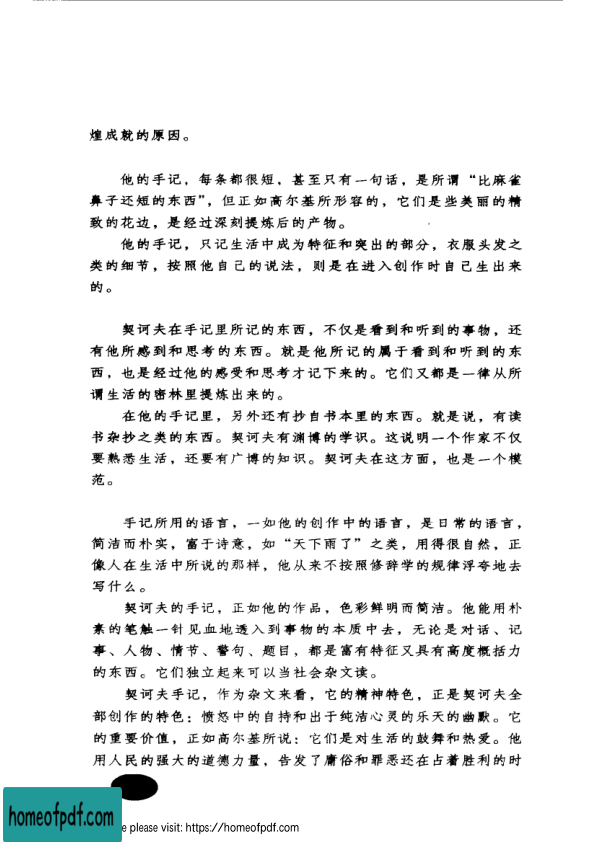 煌成就的原因。
他的手记，每条都很短，甚至只有一句话，是所谓“比麻雀
鼻子还短的东西”，但正如高尔基所形容的，它们是些美丽的精
致的花边，是经过深刻提炼后的产物。
他的手记，只记生活中成为特征和突出的部分，衣服头发之
类的细节，按照他自己的说法，则是在进入创作时自己生出来
的。
契诃夫在手记里所记的东西，不仅是看到和听到的事物，还
有他所感到和思考的东西。就是他所记的属于看到和听到的东
西，也是经过他的感受和思考才记下来的。它们又都是一律从所
谓生活的密林里提炼出来的。
在他的手记里，另外还有抄自书本里的东西。就是说，有读
书杂抄之类的东西。契诃夫有渊博的学识。这说明一个作家不仅
要熟悉生活，还要有广博的知识。契诃夫在这方面，也是一个模
范。
手记所用的语言，一如他的创作中的语言，是日常的语言，
简洁而朴实，富于诗意，如“天下雨了”之类，用得很自然，正
像人在生活中所说的那样，他从来不按照修辞学的规律浮夸地去
写什么。
契诃夫的手记，正如他的作品，色彩鲜明而简洁。他能用朴
素的笔触一针见血地透入到事物的本质中去，无论是对话、记
事、人物、情节、警句、题目，都是富有特征又具有高度概括力
的东西。它们独立起来可以当社会杂文读。
契诃夫手记，作为杂文来看，它的精神特色，正是契诃夫全
部创作的特色：愤怒中的自持和出于纯洁心灵的乐天的幽默。它
的重要价值，正如高尔基所说：它们是对生活的鼓舞和热爱。他
用人民的强大的道德力量，告发了庸俗和罪恶还在占着胜利的时
homeofpdf.com
e please visit: https://homeofpdf.com